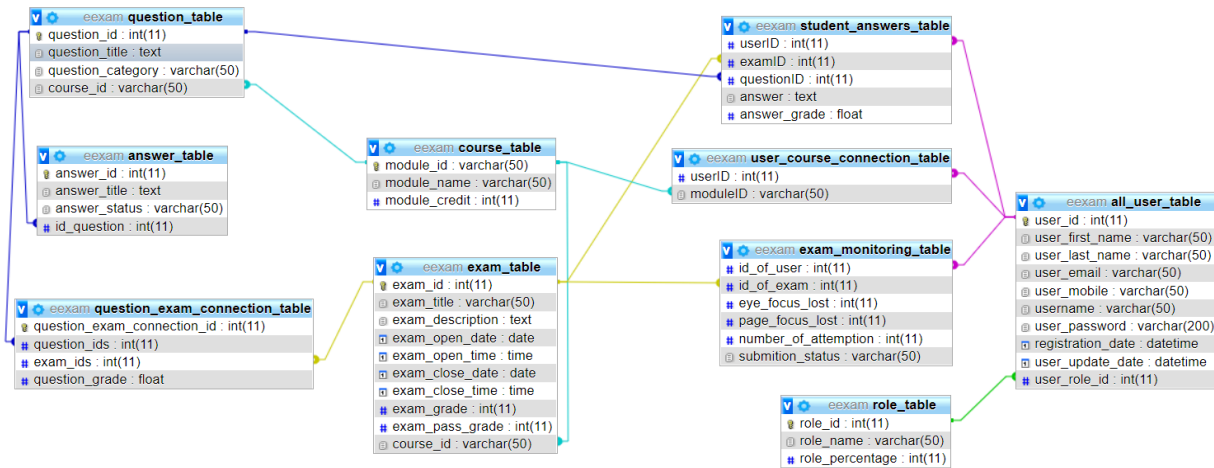 eexam question_table
question_id : int(11)
question_title : text
question_category : varchar(50)
course_id : varchar(50)
eexam answer_table
answer_id : int(11)
answer_title : text
answer_status : varchar(50)
id_question : int(11)
eexam question_exam_connection_table
question_exam_connection_id : int(11)
question_ids : int(11)
exam_ids : int(11)
question_grade : float
eexam course_table
module_id : varchar(50)
module_name : varchar(50)
module_credit : int(11)
eexam exam_table
exam_id : int(11)
exam_title : varchar(50)
exam_description : text
exam_open_date : date
exam_open_time : time
exam_close_date : date
exam_close_time : time
exam_grade : int(11)
exam_pass_grade : int(11)
course_id : varchar(50)
eexam student_answers_table
userID : int(11)
examID : int(11)
questionID : int(11)
answer : text
answer_grade : float
eexam user_course_connection_table
userID : int(11)
moduleID : varchar(50)
eexam exam_monitoring_table
id_of_user : int(11)
id_of_exam : int(11)
eye_focus_lost : int(11)
page_focus_lost : int(11)
number_of_attemption : int(11)
submition_status : varchar(50)
eexam role_table
role_id : int(11)
role_name : varchar(50)
role_percentage : int(11)
eexam all_user_table
user_id : int(11)
user_first_name : varchar(50)
user_last_name : varchar(50)
user_email : varchar(50)
user_mobile : varchar(50)
username : varchar(50)
user_password : varchar(200)
registration_date : datetime
user_update_date : datetime
user_role_id : int(11)